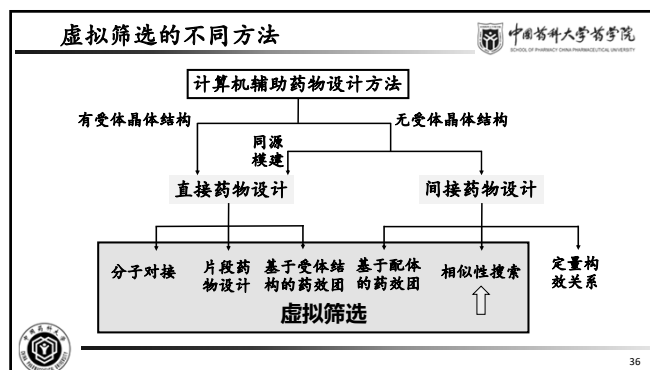 虚拟筛选的不同方法
中国药科大学药学院
SCHOOL OF PHARMACY CHINA PHARMACEUTICAL UNIVERSITY
计算机辅助药物设计方法
有受体晶体结构
无受体晶体结构
同源
模建
直接药物设计
间接药物设计
分子对接
片段药
物设计
基于受体结
构的药效团
基于配体
的药效团
相似性搜索
定量构
效关系
虚拟筛选
36